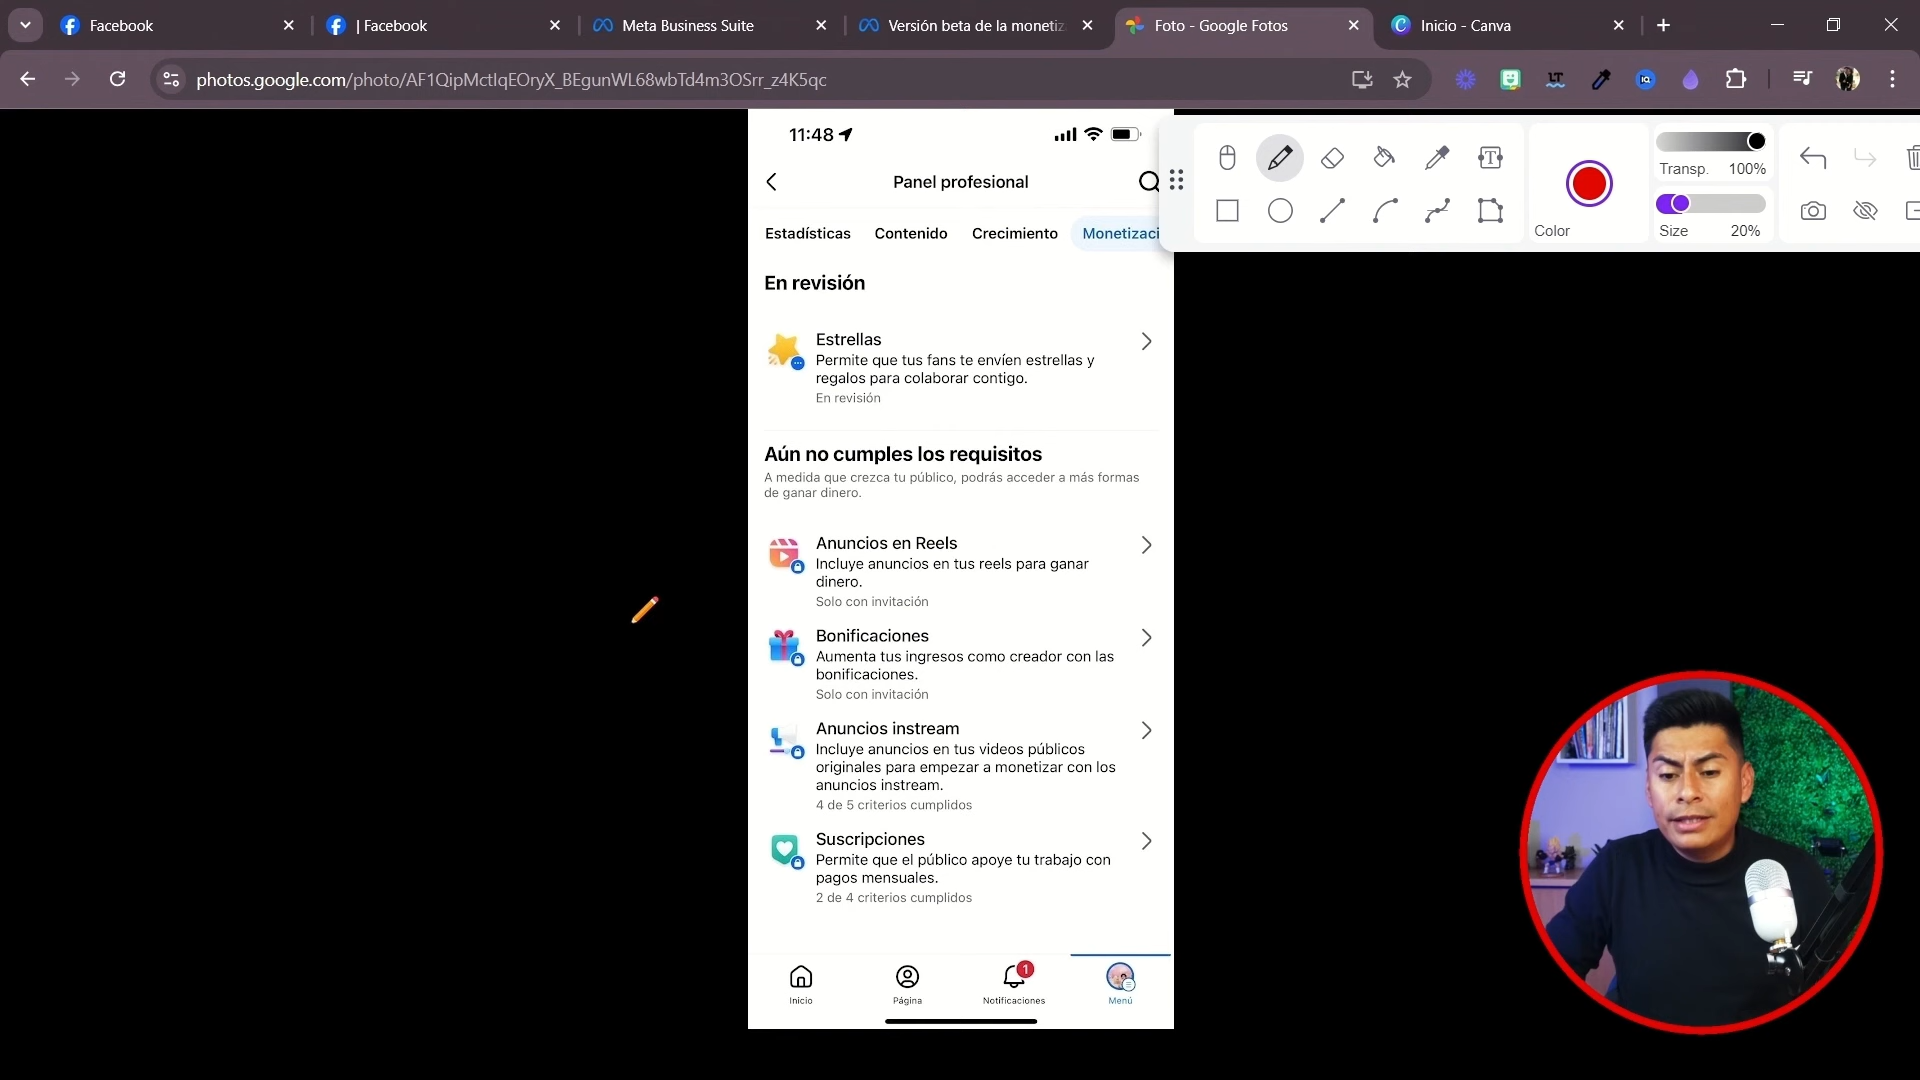 Facebook
| Facebook
Meta Business Suite
Versión beta de la monetiz
Foto - Google Fotos
Inicio - Canva
photos.google.com/photo/AF1QipMctlqEOryX_BEgunWL68wbTd4m3OSrr_z4K5qc
11:48
Panel profesional
Estadísticas
Contenido
Crecimiento
Monetizaci
Transp. 100%
Color
Size 20%
En revisión
Estrellas
Permite que tus fans te envíen estrellas y
regalos para colaborar contigo.
En revisión
Aún no cumples los requisitos
A medida que crezca tu público, podrás acceder a más formas
de ganar dinero.
Anuncios en Reels
Incluye anuncios en tus reels para ganar
dinero.
Solo con invitación
Bonificaciones
Aumenta tus ingresos como creador con las
bonificaciones.
Solo con invitación
Anuncios instream
Incluye anuncios en tus videos públicos
originales para empezar a monetizar con los
anuncios instream.
4 de 5 criterios cumplidos
Suscripciones
Permite que el público apoye tu trabajo con
pagos mensuales.
2 de 4 criterios cumplidos
1
Inicio
Página
Notificaciones
Menú